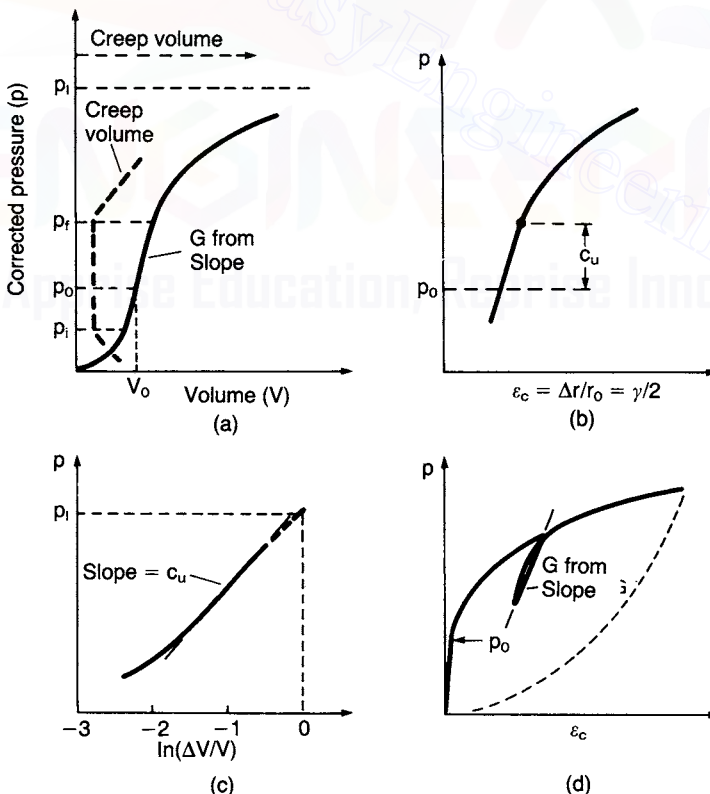 Creep volume
Corrected pressure (p)
p_l
Creep
volume
p_f
G from
Slope
p_o
p_i
V_o
Volume (V)
(a)
p
c_u
p_o
ε_c = Δr/r_o = γ/2
(b)
p
p_l
Slope = c_u
-3
-2
-1
0
ln(ΔV/V)
(c)
p
G from
Slope
p_o
ε_c
(d)